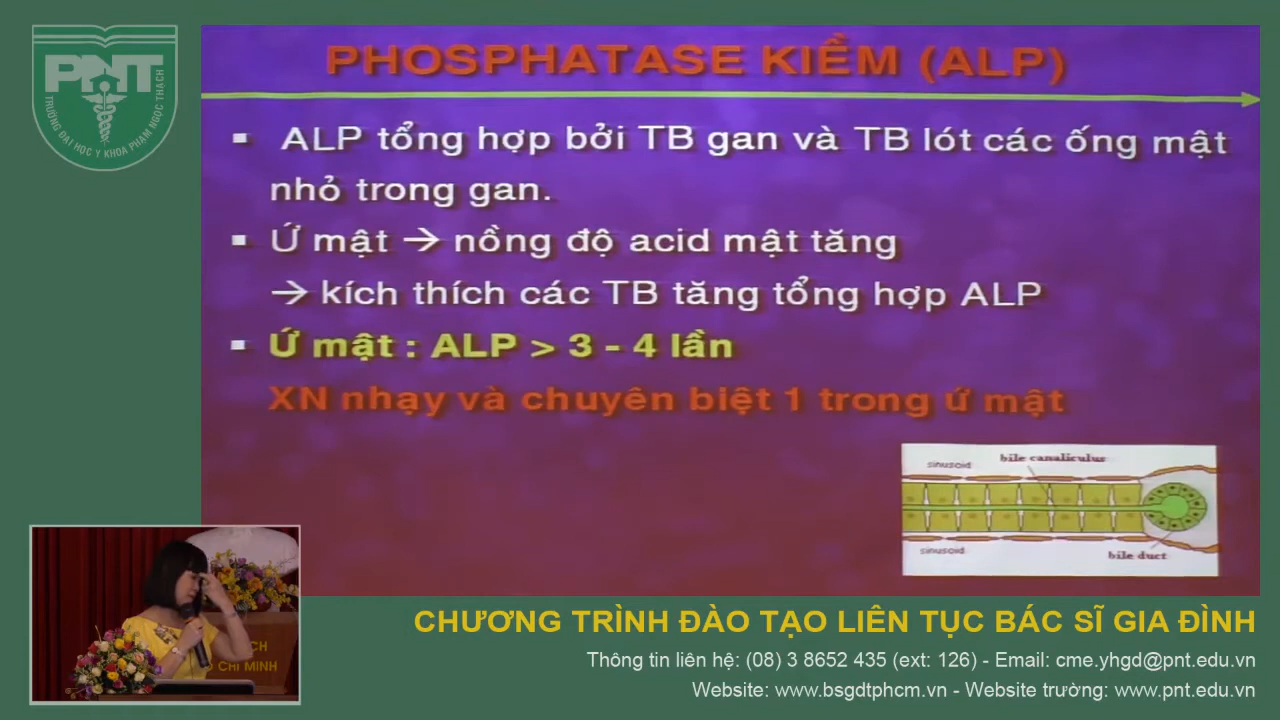 PNT
TRƯỜNG ĐẠI HỌC Y KHOA PHẠM NGỌC THẠCH
PHOSPHATASE KIỀM (ALP)
▪ ALP tổng hợp bởi TB gan và TB lót các ống mật
nhỏ trong gan.
▪ Ứ mật → nồng độ acid mật tăng
→ kích thích các TB tăng tổng hợp ALP
▪ Ứ mật : ALP > 3 - 4 lần
XN nhạy và chuyên biệt 1 trong ứ mật
sinusoid
bile canaliculus
sinusoid
bile duct
CH
CHÍ MINH
CHƯƠNG TRÌNH ĐÀO TẠO LIÊN TỤC BÁC SĨ GIA ĐÌNH
Thông tin liên hệ: (08) 3 8652 435 (ext: 126) - Email: cme.yhgd@pnt.edu.vn
Website: www.bsgdtphcm.vn - Website trường: www.pnt.edu.vn